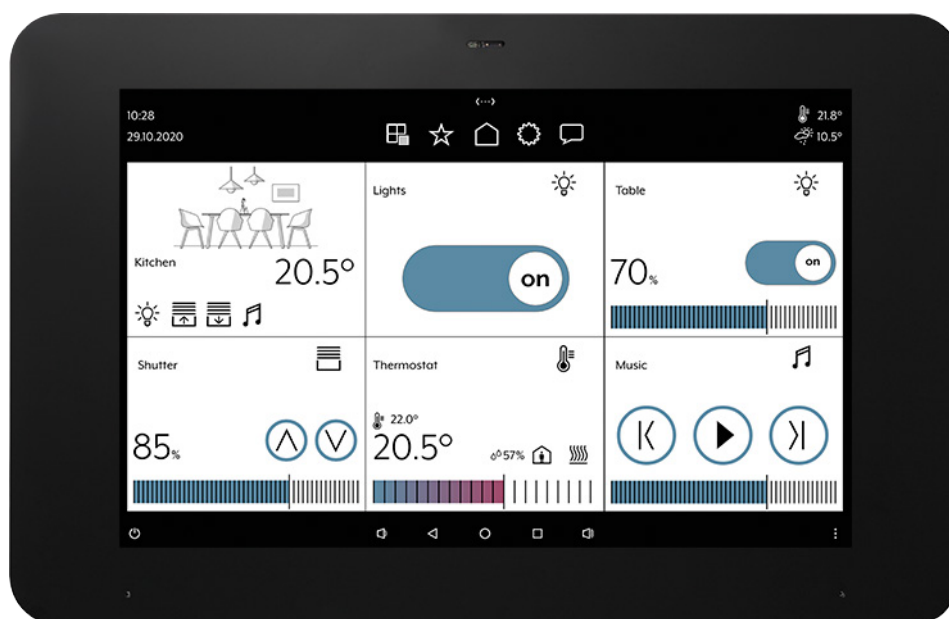 10:28
29.10.2020
21.8°
10.5°
Kitchen
20.5°
Lights
on
Table
70%
on
Shutter
85%
Thermostat
22.0°
20.5°
57%
Music